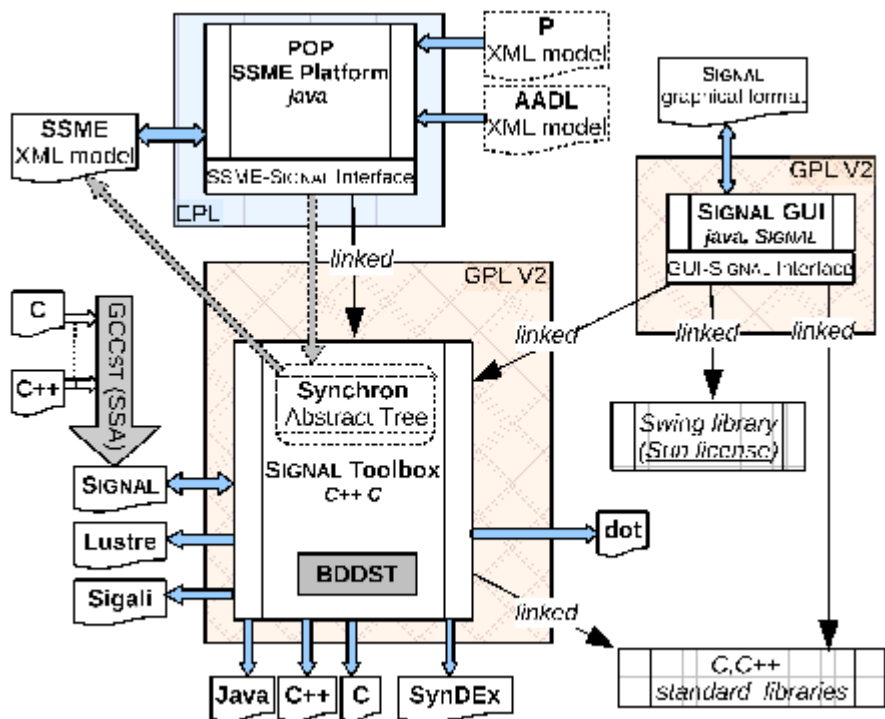 POP
SSME Platform
java
SSME-SIGNAL Interface
EPL
P
XML model
AADL
XML model
SSME
XML model
SIGNAL
graphical format
GPL V2
SIGNAL GUI
java, SIGNAL
GUI-SIGNAL Interface
linked
GPL V2
linked
linked
linked
C
C++
GCCST (SSA)
Synchron
Abstract Tree
SIGNAL Toolbox
C++ C
BDDST
SIGNAL
Lustre
Sigali
Swing library
(Sun license)
dot
linked
C,C++
standard libraries
Java
C++
C
SynDEx